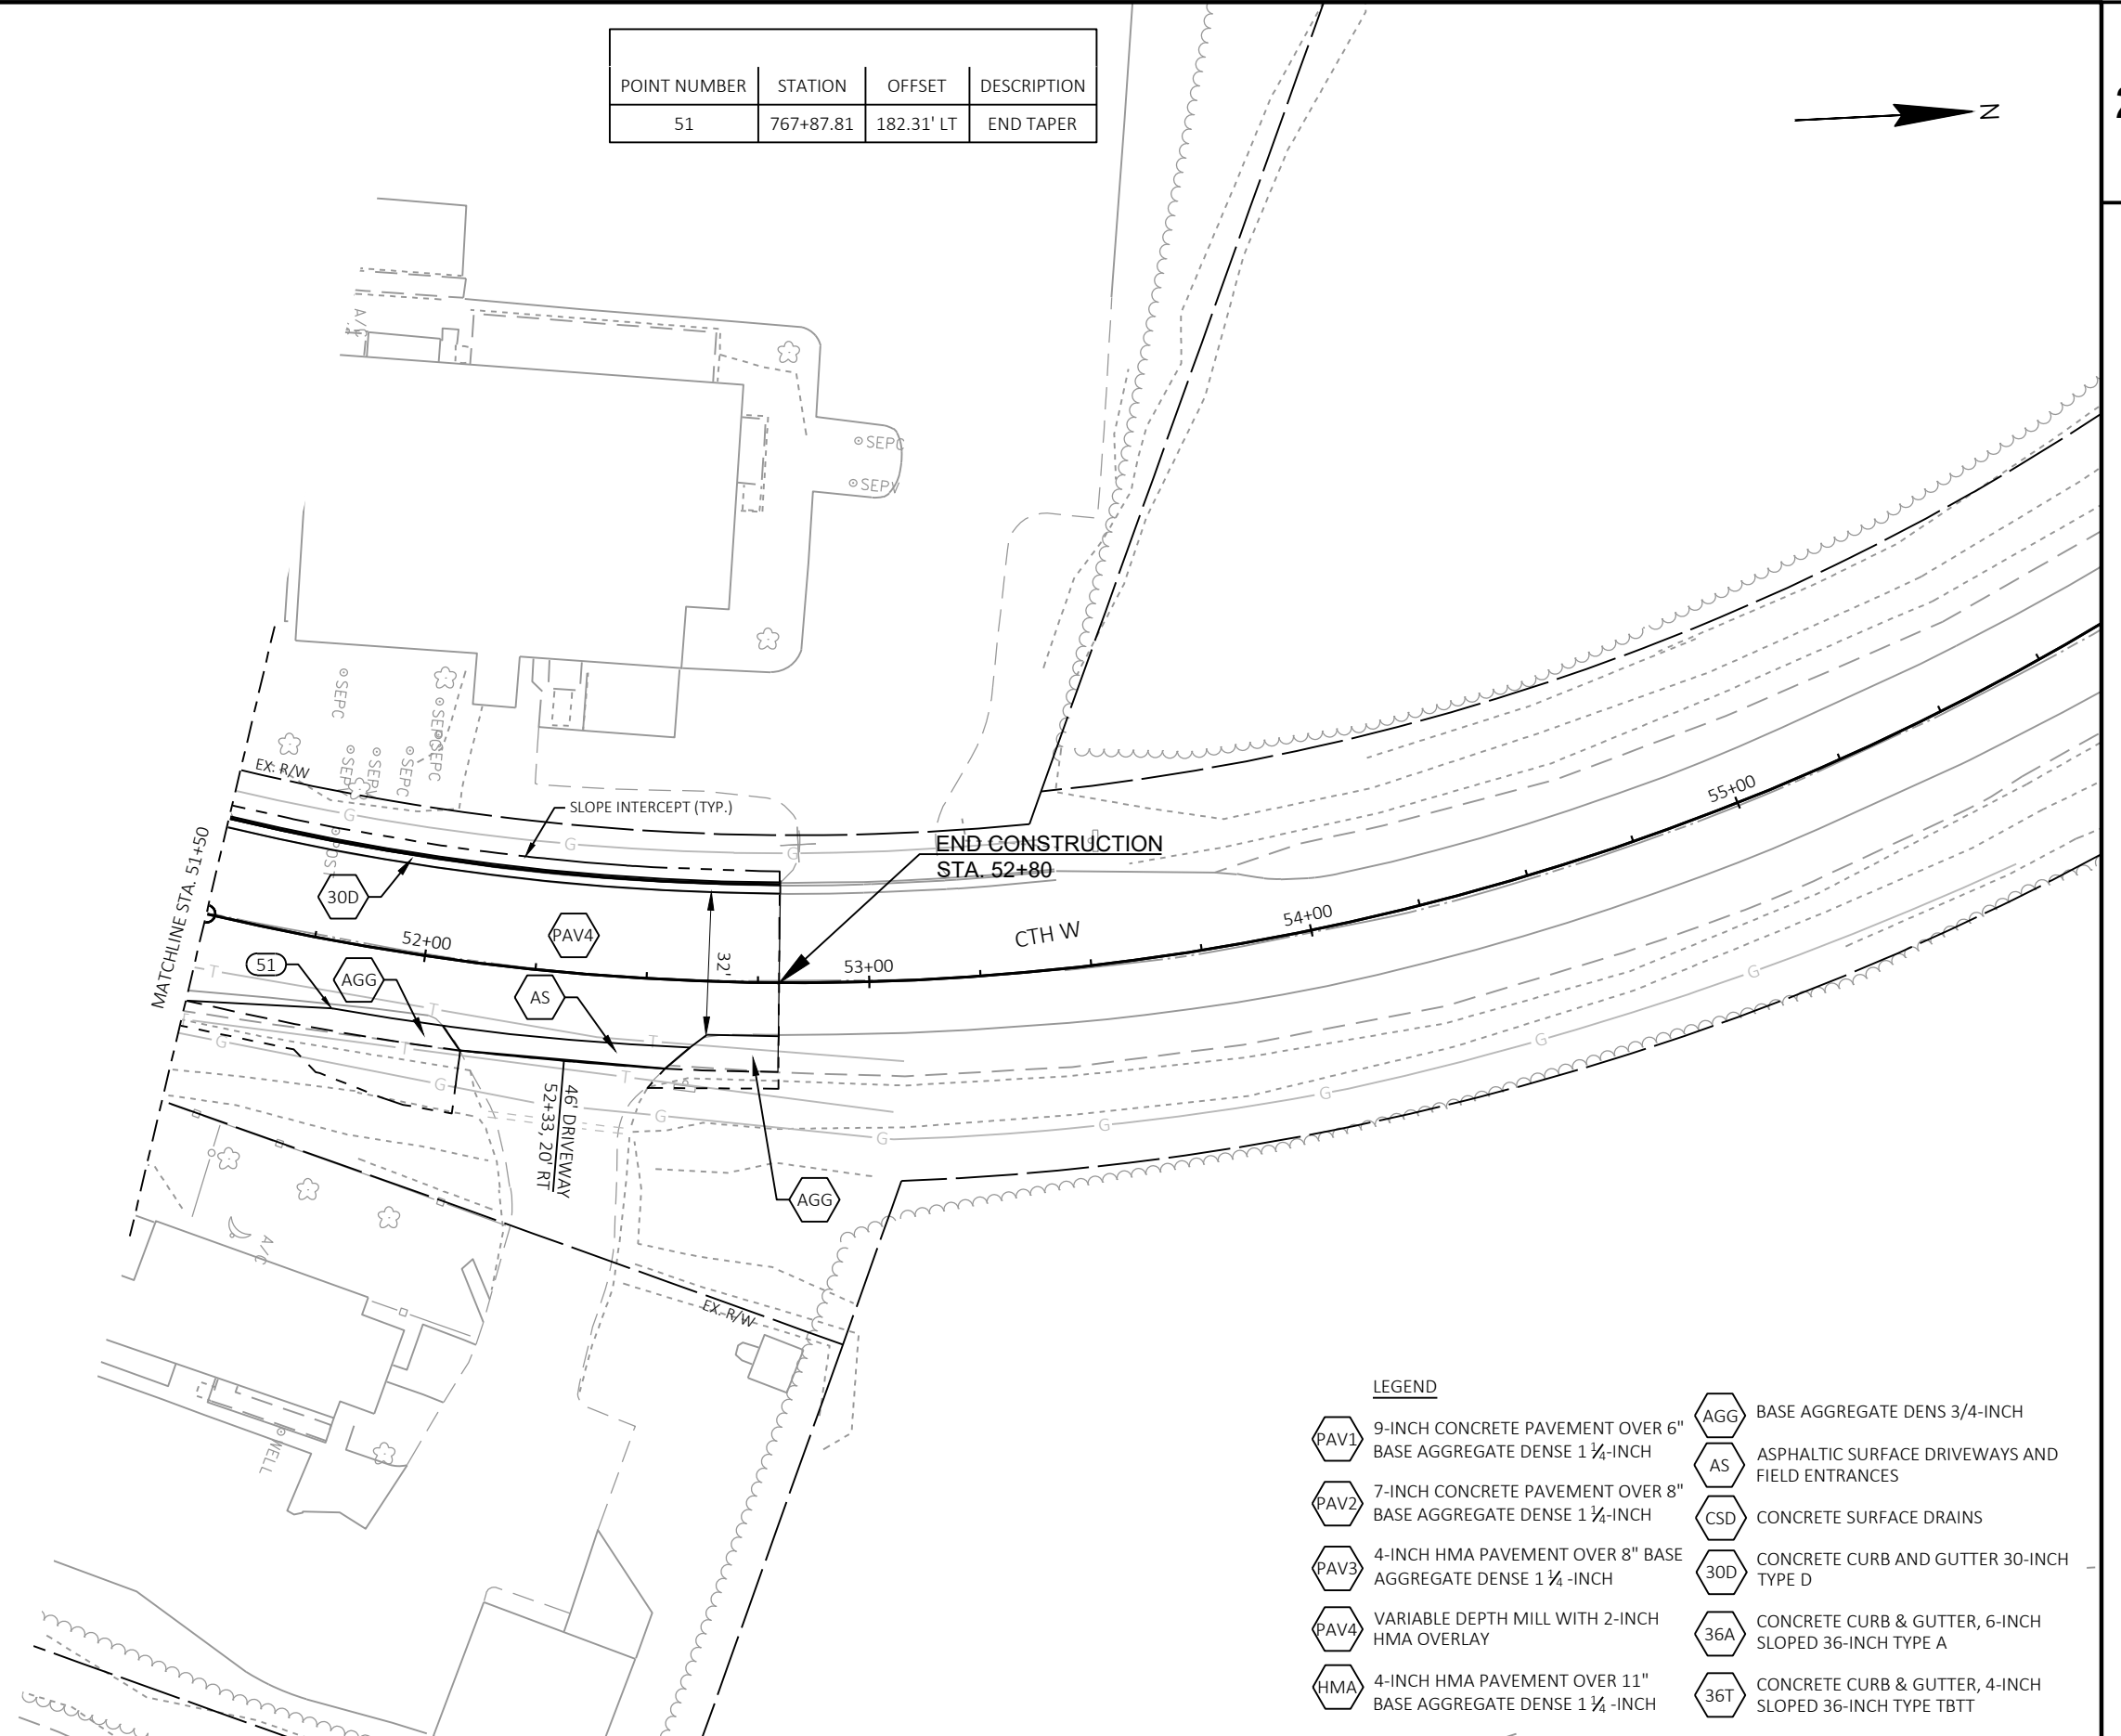 POINT NUMBER STATION OFFSET DESCRIPTION
51 767+87.81 182.31' LT END TAPER
N
A/C
SEPC
SEPV
SEPC
SEPC
SEPC
SEPC
SEPC
EX. R/W
SLOPE INTERCEPT (TYP.)
G
G
G
MATCHLINE STA. 51+50
30D
PAV4
END CONSTRUCTION
STA. 52+80
CTH W
52+00
53+00
54+00
55+00
32'
51
AGG
AS
T
T
T
T
T
G
G
G
G
G
G
G
G
46' DRIVEWAY
52+33, 20' RT
AGG
A/C
EX. R/W
WELL
LEGEND
PAV1 9-INCH CONCRETE PAVEMENT OVER 6"
BASE AGGREGATE DENSE 1 1/4-INCH
PAV2 7-INCH CONCRETE PAVEMENT OVER 8"
BASE AGGREGATE DENSE 1 1/4-INCH
PAV3 4-INCH HMA PAVEMENT OVER 8" BASE
AGGREGATE DENSE 1 1/4 -INCH
PAV4 VARIABLE DEPTH MILL WITH 2-INCH
HMA OVERLAY
HMA 4-INCH HMA PAVEMENT OVER 11"
BASE AGGREGATE DENSE 1 1/4 -INCH
AGG BASE AGGREGATE DENS 3/4-INCH
AS ASPHALTIC SURFACE DRIVEWAYS AND
FIELD ENTRANCES
CSD CONCRETE SURFACE DRAINS
30D CONCRETE CURB AND GUTTER 30-INCH
TYPE D
36A CONCRETE CURB & GUTTER, 6-INCH
SLOPED 36-INCH TYPE A
36T CONCRETE CURB & GUTTER, 4-INCH
SLOPED 36-INCH TYPE TBTT